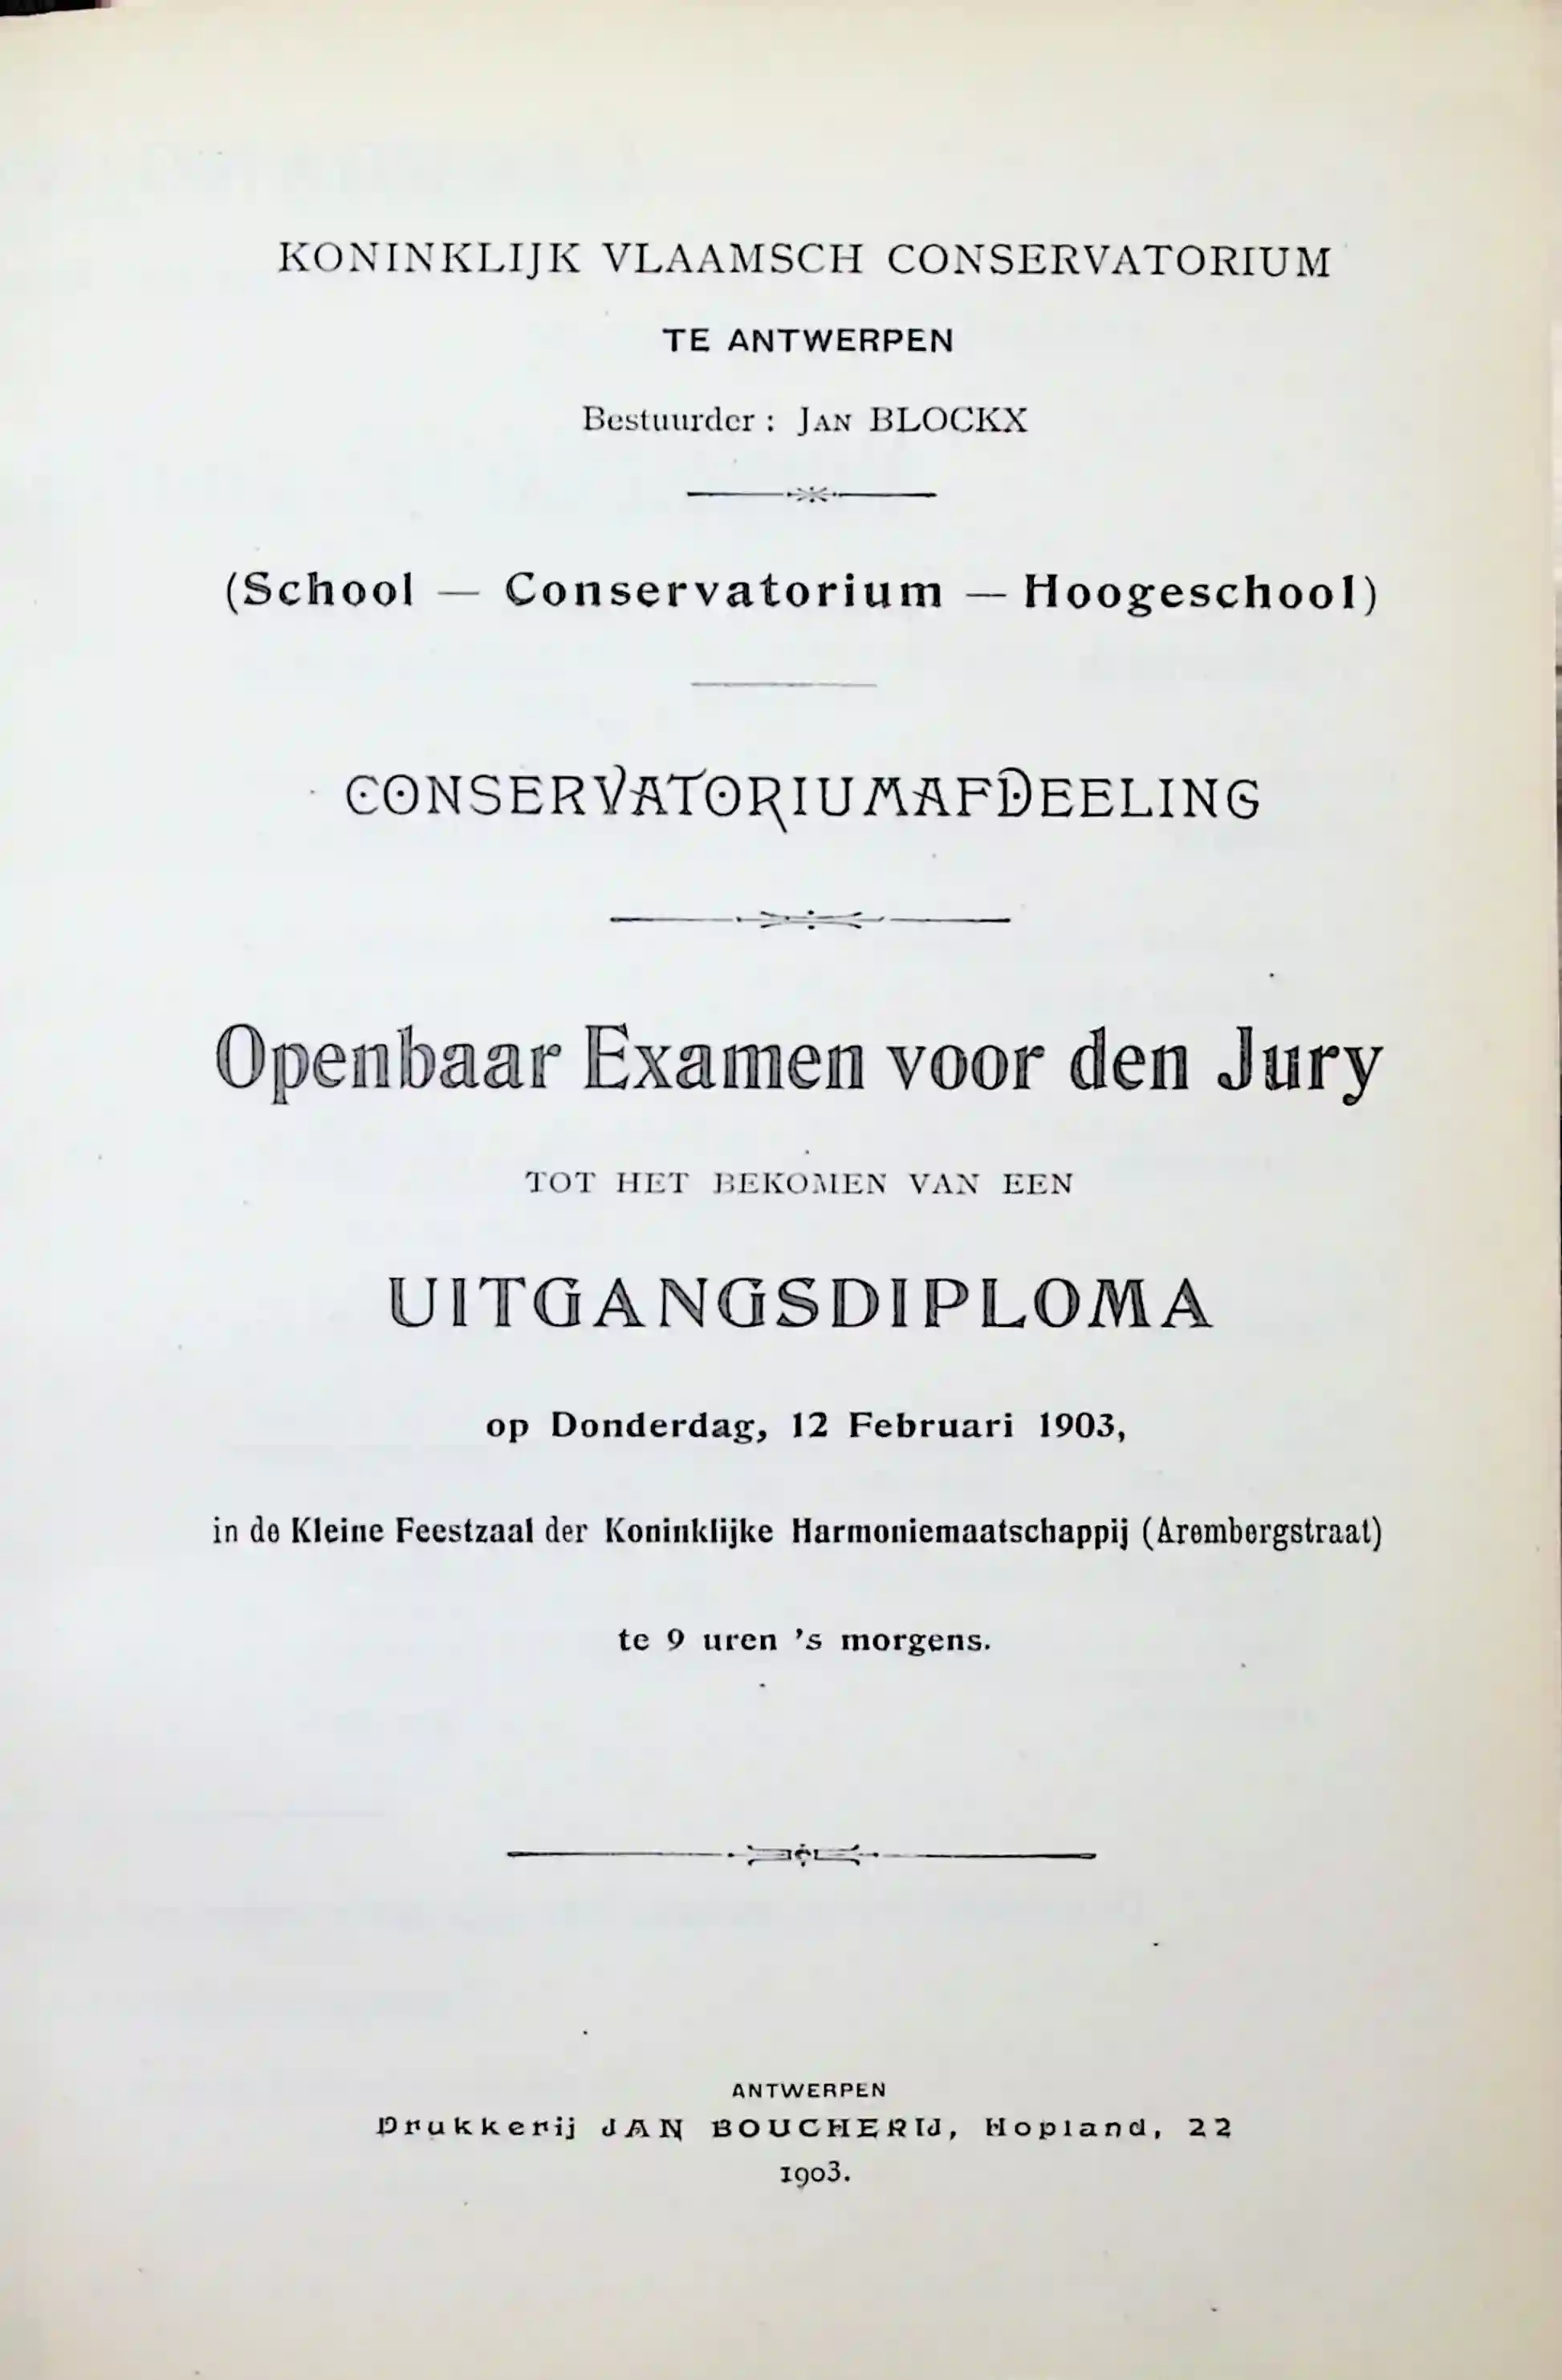 KONINKLIJK VLAAMSCH CONSERVATORIUM
TE ANTWERPEN
Bestuurder : JAN BLOCKX
(School — Conservatorium — Hoogeschool)
CONSERVATORIUMAFDEELING
Openbaar Examen voor den Jury
TOT HET BEKOMEN VAN EEN
UITGANGSDIPLOMA
op Donderdag, 12 Februari 1903,
in de Kleine Feestzaal der Koninklijke Harmoniemaatschappij (Arembergstraat)
te 9 uren 's morgens.
ANTWERPEN
Drukkerij JAN BOUCHERIJ, Hopland, 22
1903.